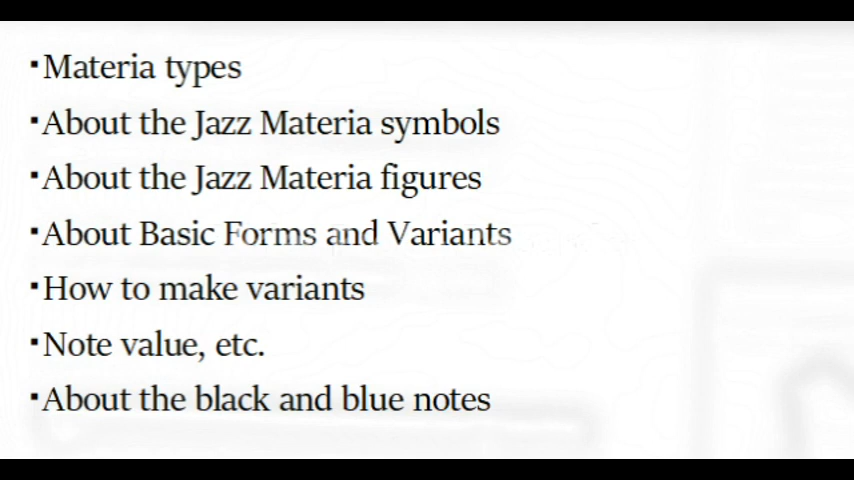 ▪Materia types
▪About the Jazz Materia symbols
▪About the Jazz Materia figures
▪About Basic Forms and Variants
▪How to make variants
▪Note value, etc.
▪About the black and blue notes